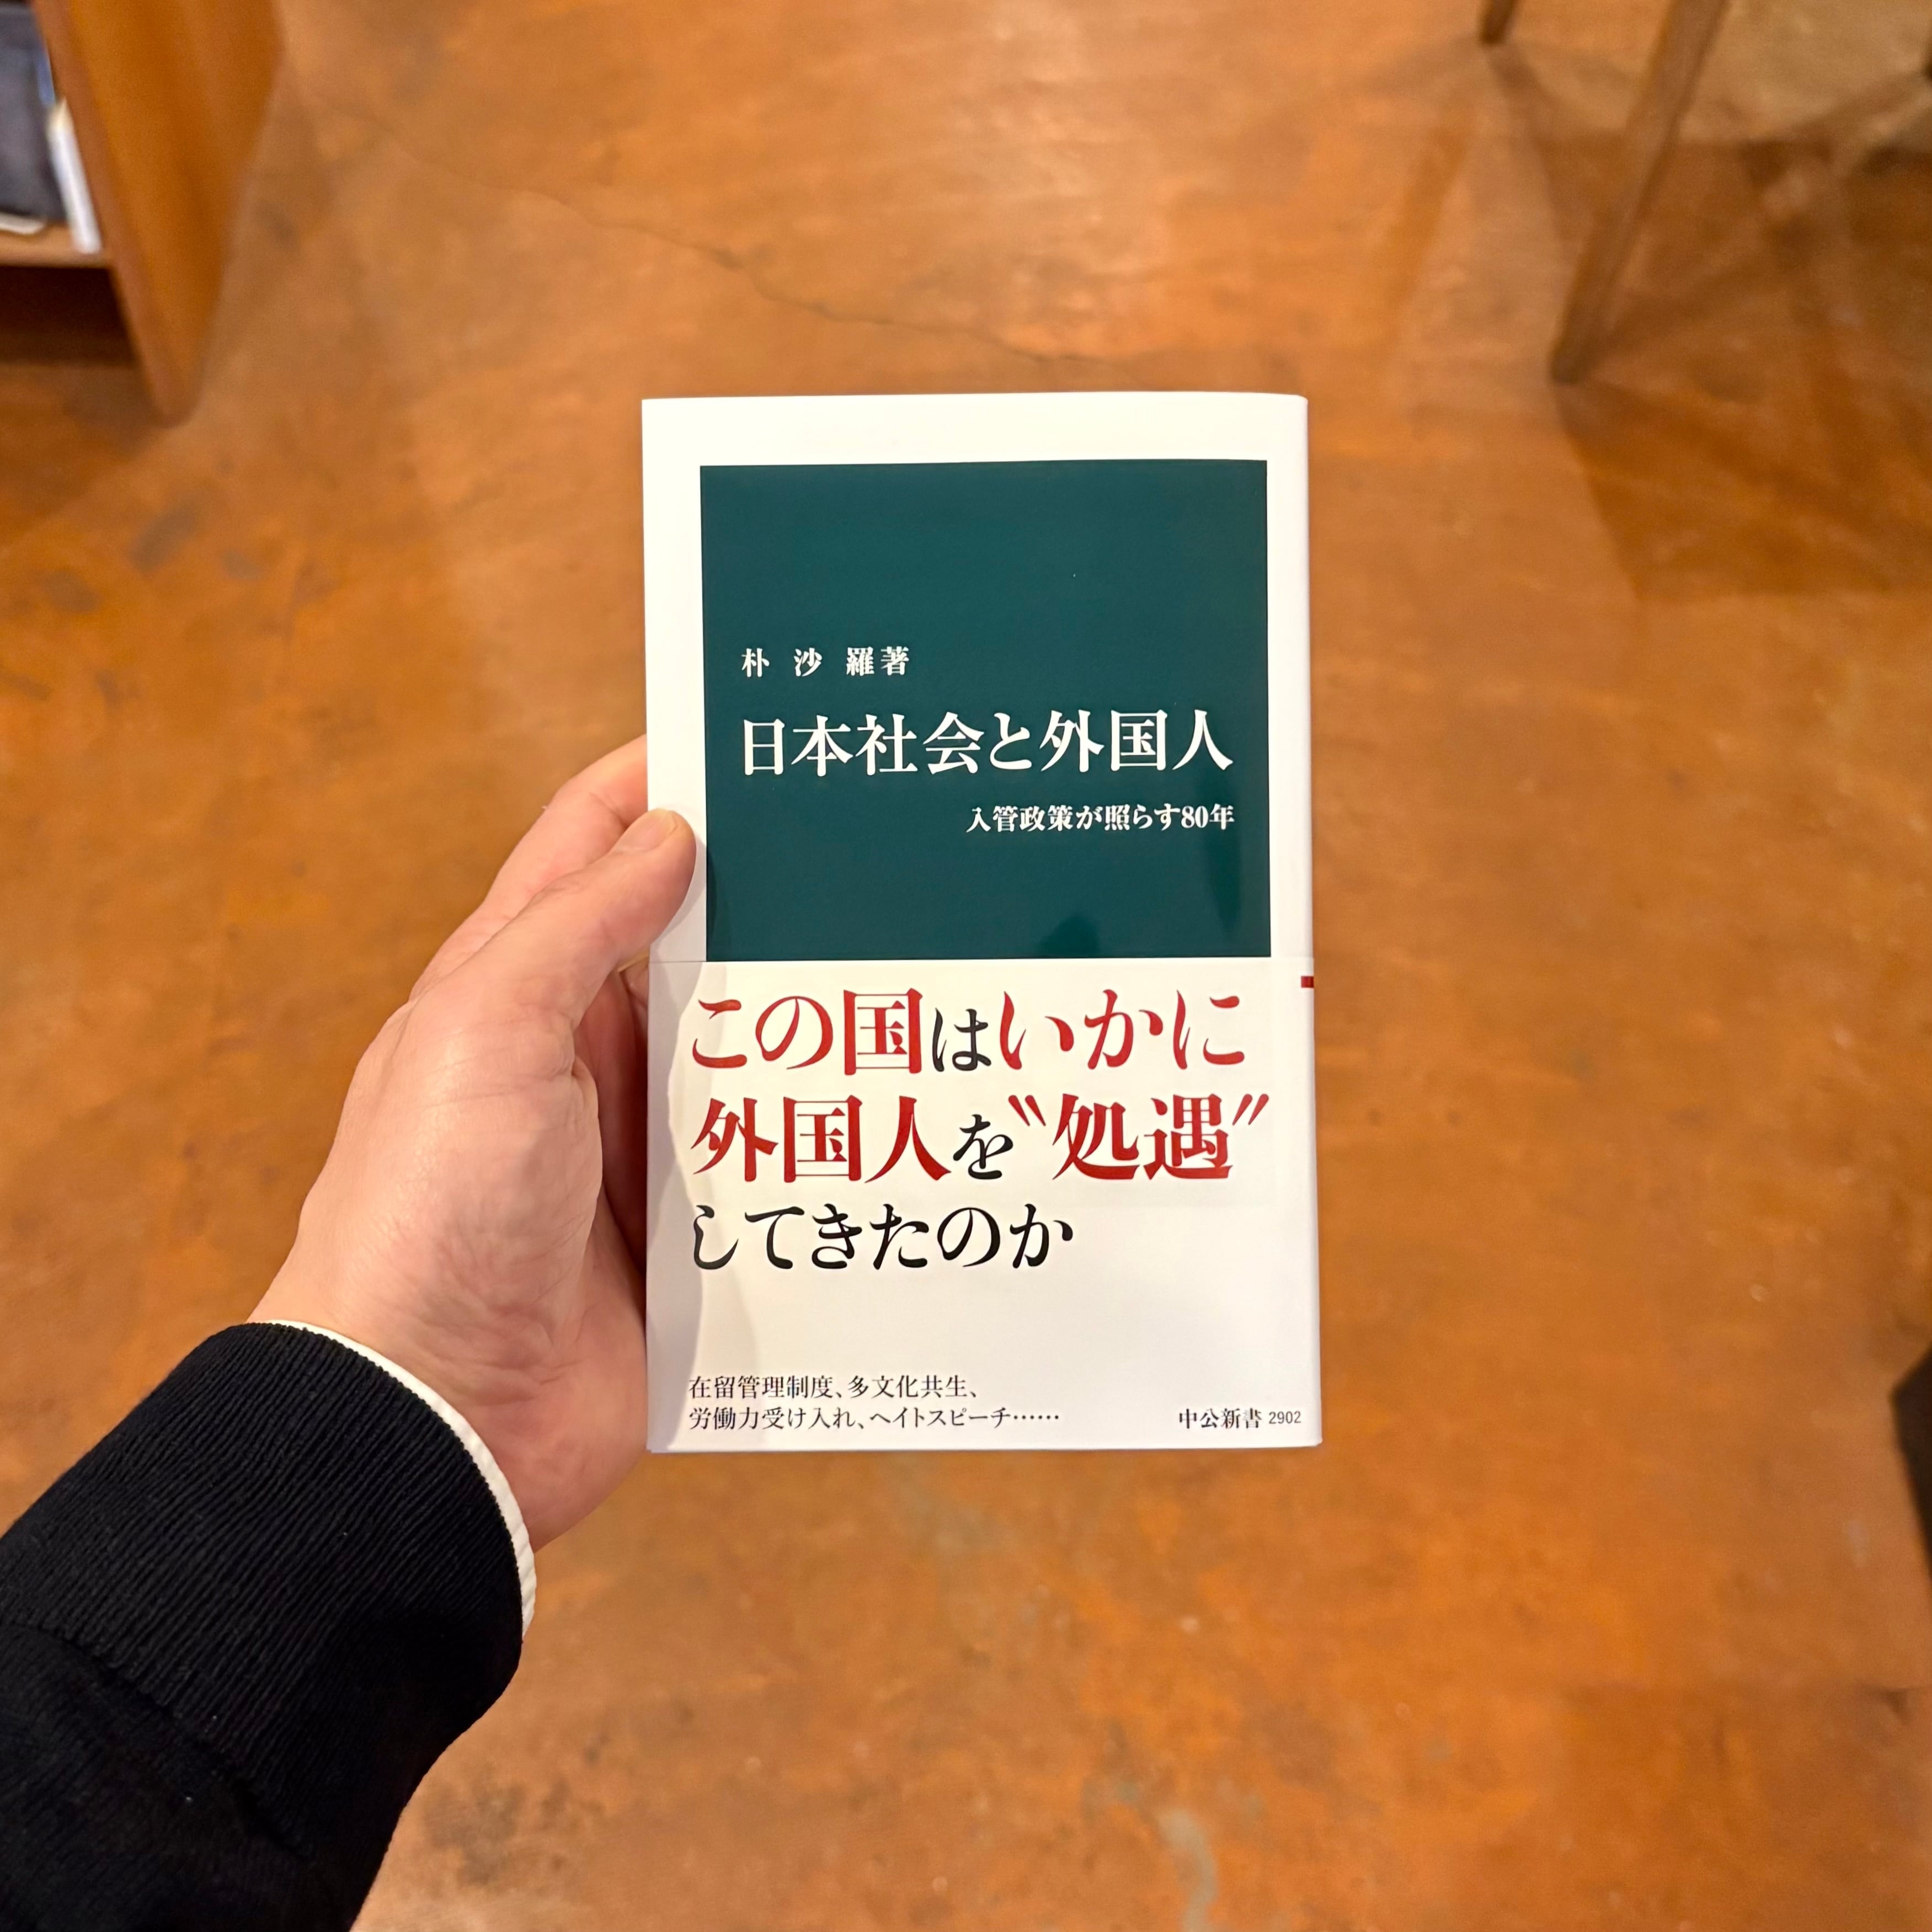 朴 沙 羅著
日本社会と外国人
入管政策が照らす80年
この国はいかに
外国人を〝処遇〟
してきたのか
在留管理制度、多文化共生、
労働力受け入れ、ヘイトスピーチ……
中公新書 2902